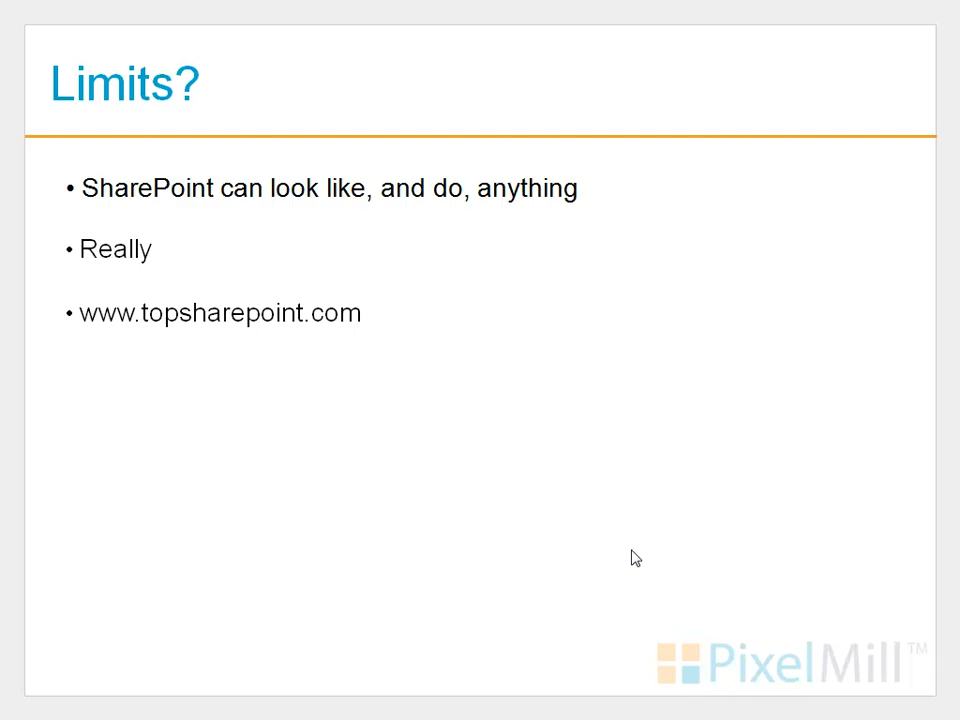 Limits?
• SharePoint can look like, and do, anything
• Really
• www.topsharepoint.com
PixelMill™